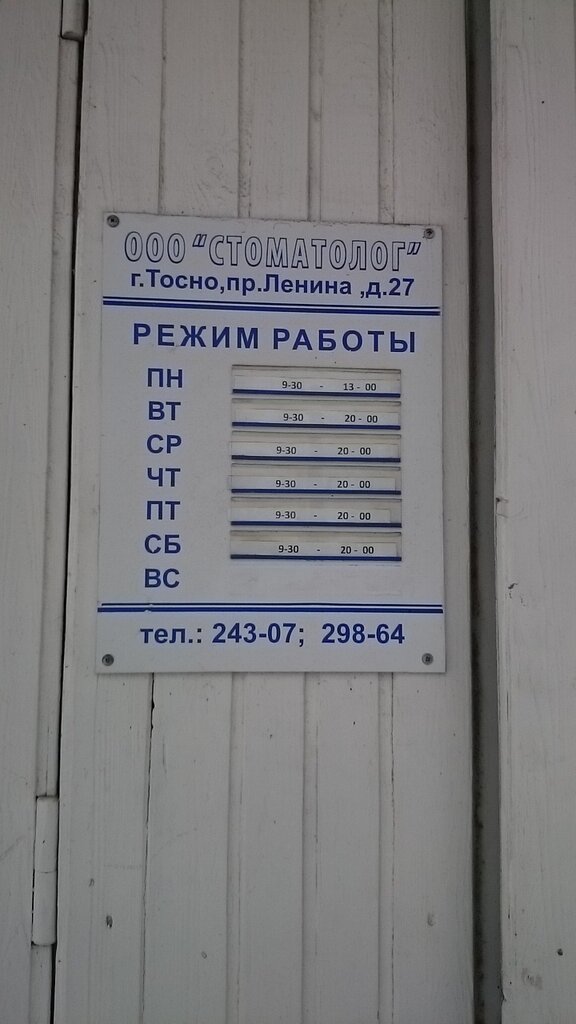 ООО "СТОМАТОЛОГ"
г.Тосно,пр.Ленина ,д.27
РЕЖИМ РАБОТЫ
ПН 9-30 - 13 - 00
ВТ 9-30 - 20 - 00
СР 9-30 - 20 - 00
ЧТ 9-30 - 20 - 00
ПТ 9-30 - 20 - 00
СБ 9-30 - 20 - 00
ВС
тел.: 243-07; 298-64